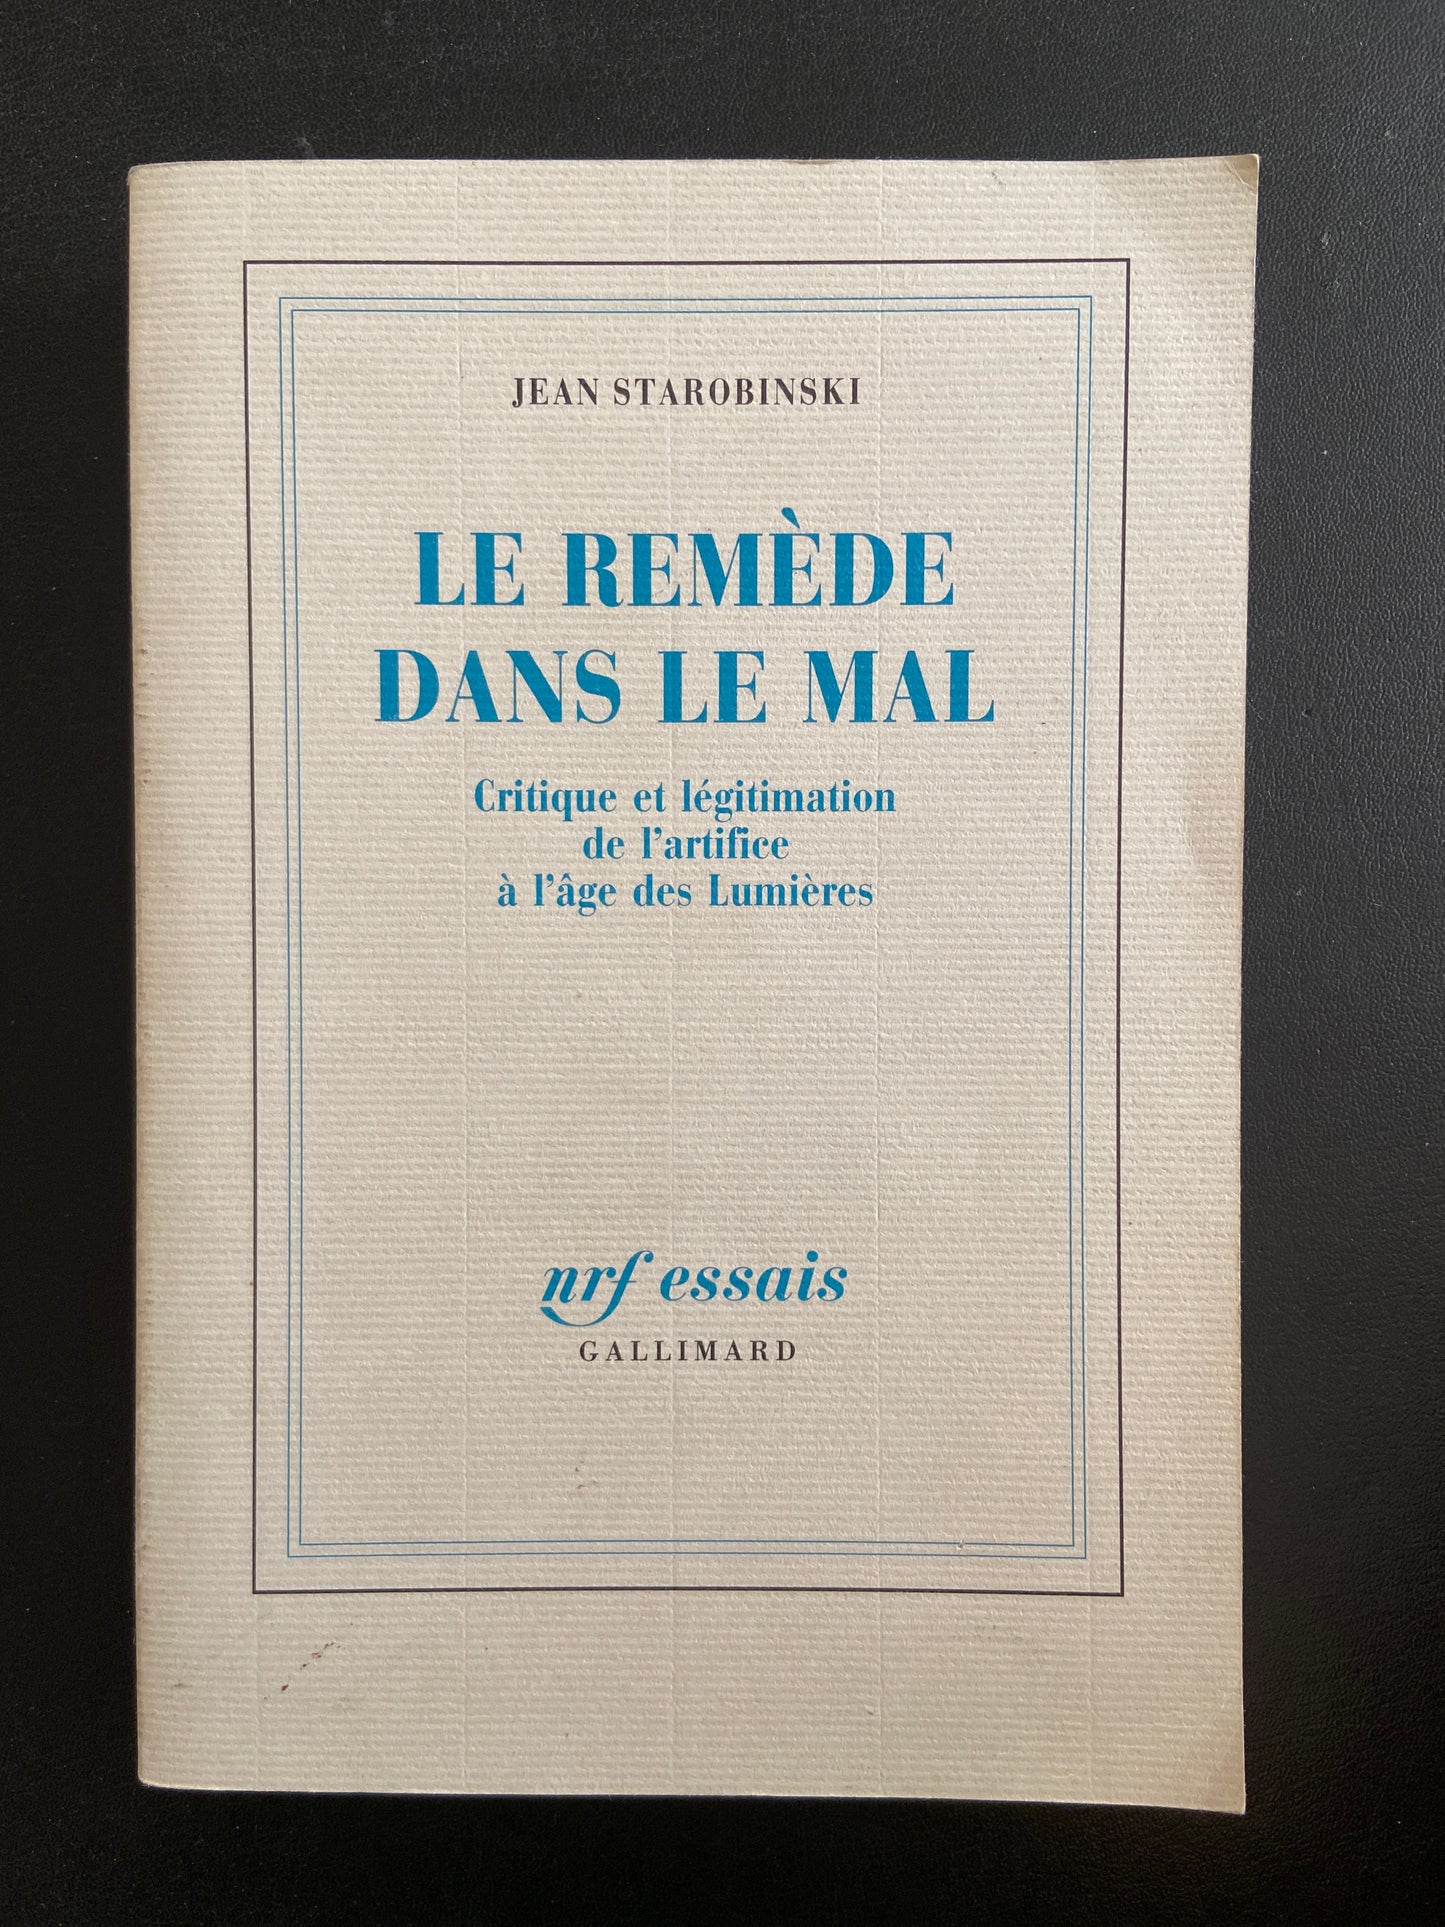 JEAN STAROBINSKI
LE REMÈDE
DANS LE MAL
Critique et légitimation
de l'artifice
à l'âge des Lumières
nrf essais
GALLIMARD